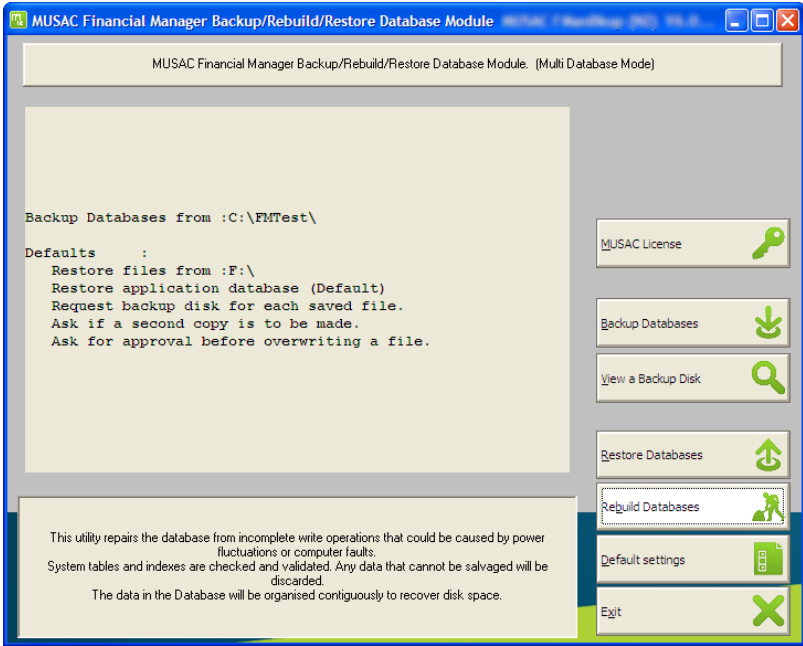 MUSAC Financial Manager Backup/Rebuild/Restore Database Module
MUSAC Financial Manager Backup/Rebuild/Restore Database Module. (Multi Database Mode)
Backup Databases from :C:\FMTest\
Defaults :
Restore files from :F:\
Restore application database (Default)
Request backup disk for each saved file.
Ask if a second copy is to be made.
Ask for approval before overwriting a file.
MUSAC License
Backup Databases
View a Backup Disk
Restore Databases
Rebuild Databases
Default settings
Exit
This utility repairs the database from incomplete write operations that could be caused by power
fluctuations or computer faults.
System tables and indexes are checked and validated. Any data that cannot be salvaged will be
discarded.
The data in the Database will be organised contiguously to recover disk space.